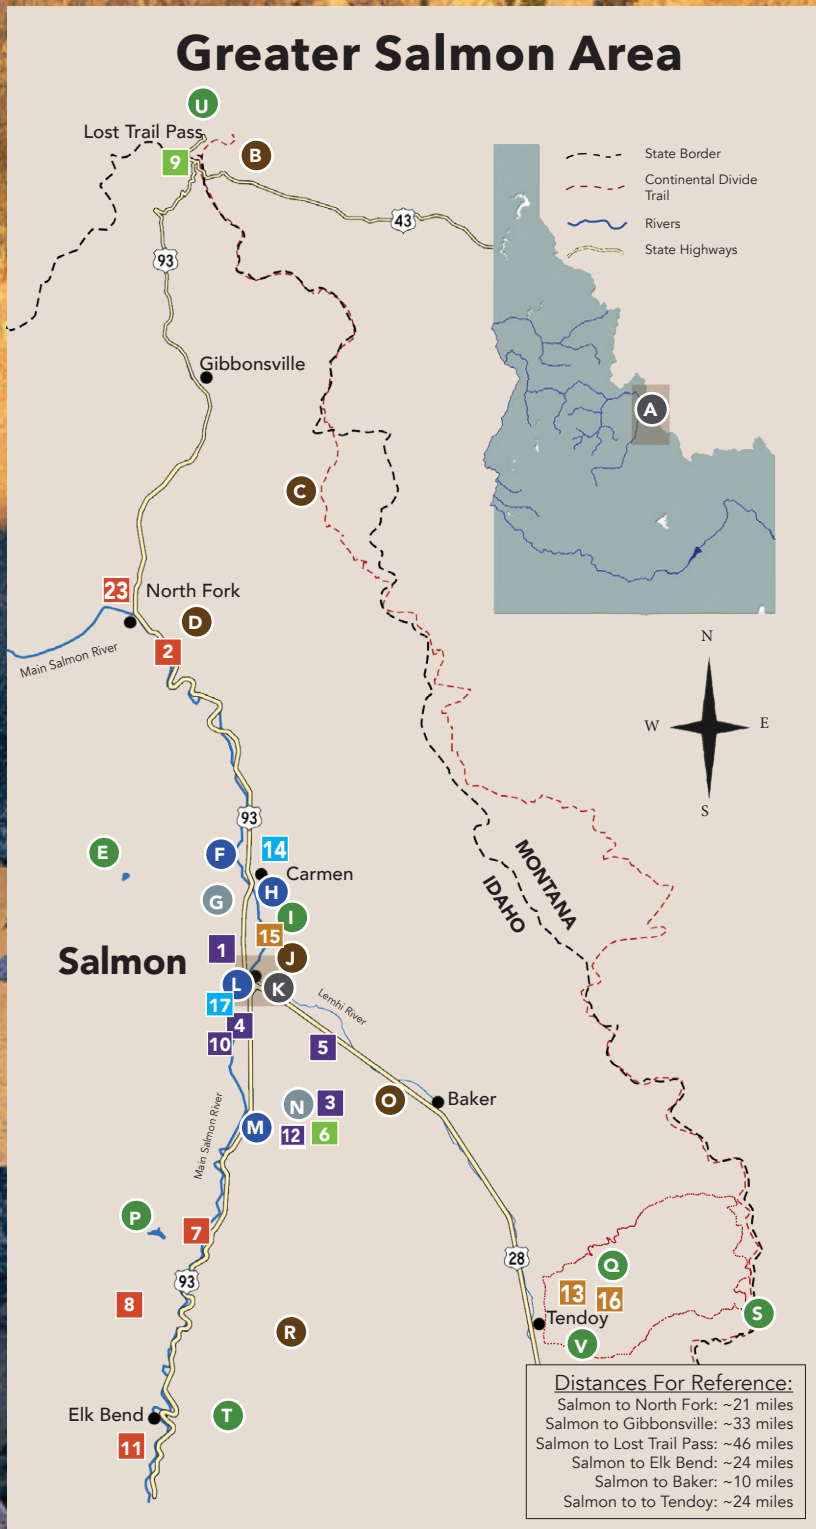 Greater Salmon Area
U
Lost Trail Pass
9
B
State Border
Continental Divide
Trail
Rivers
State Highways
43
93
Gibbonsville
A
C
23
North Fork
D
2
Main Salmon River
N
W
E
S
93
E
F
14
Carmen
G
H
I
MONTANA
IDAHO
15
1
J
Salmon
L
K
17
Lemhi River
4
10
5
Main Salmon River
N
3
O
Baker
M
12
6
P
7
28
Q
93
13
16
8
S
Tendoy
R
V
Elk Bend
T
11
Distances For Reference:
Salmon to North Fork: ~21 miles
Salmon to Gibbonsville: ~33 miles
Salmon to Lost Trail Pass: ~46 miles
Salmon to Elk Bend: ~24 miles
Salmon to Baker: ~10 miles
Salmon to to Tendoy: ~24 miles